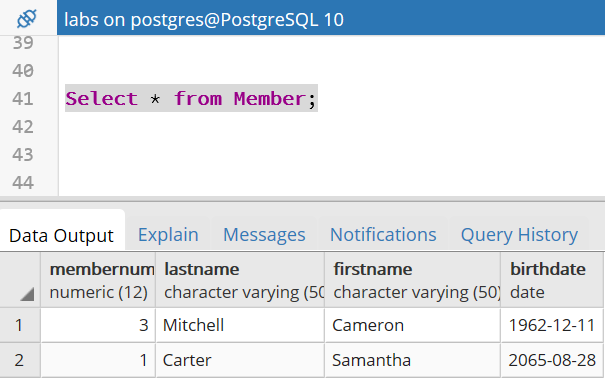 labs on postgres@PostgreSQL 10
39
40
41 Select * from Member;
42
43
44
Data Output Explain Messages Notifications Query History
membernum lastname firstname birthdate
numeric (12) character varying (50 character varying (50) date
1 3 Mitchell Cameron 1962-12-11
2 1 Carter Samantha 2065-08-28